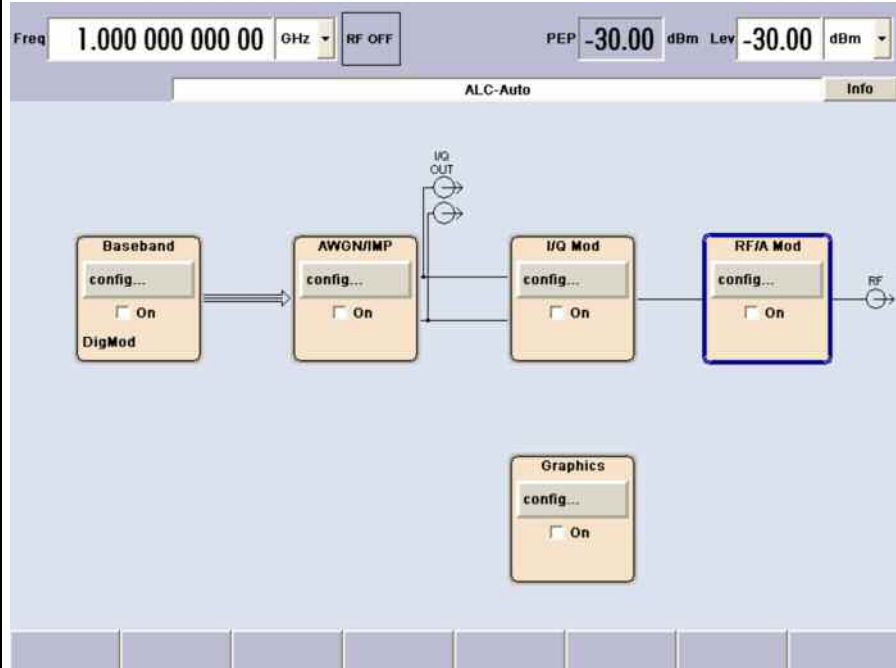 Freq 1.000 000 000 00 GHz RF OFF PEP -30.00 dBm Lev -30.00 dBm
ALC-Auto Info
I/Q
OUT
Baseband AWGN/IMP I/Q Mod RF/A Mod
config... config... config... config... RF
On On On On
DigMod
Graphics
config...
On